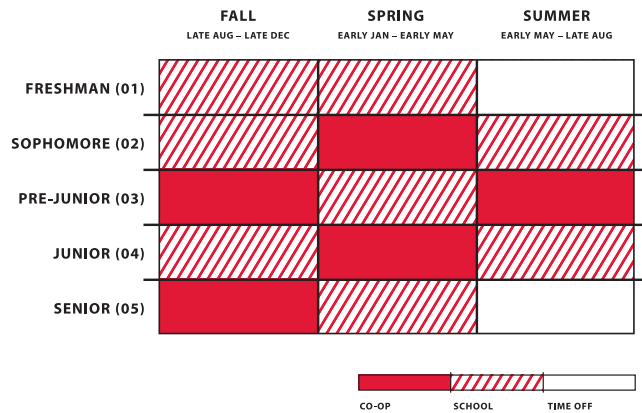 FALL SPRING SUMMER
LATE AUG – LATE DEC EARLY JAN – EARLY MAY EARLY MAY – LATE AUG
FRESHMAN (01)
SOPHOMORE (02)
PRE-JUNIOR (03)
JUNIOR (04)
SENIOR (05)
CO-OP SCHOOL TIME OFF